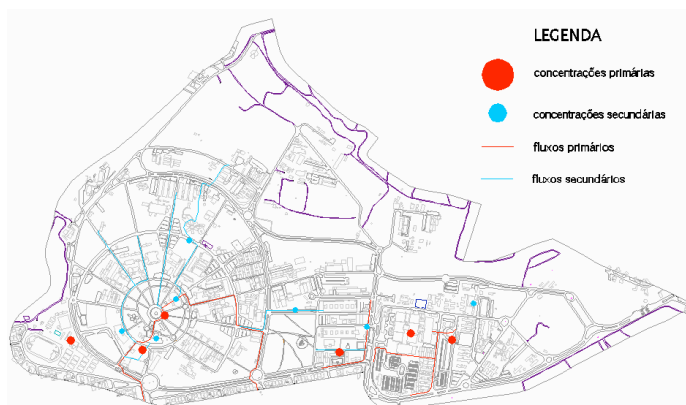 LEGENDA
concentrações primárias
concentrações secundárias
fluxos primários
fluxos secundários